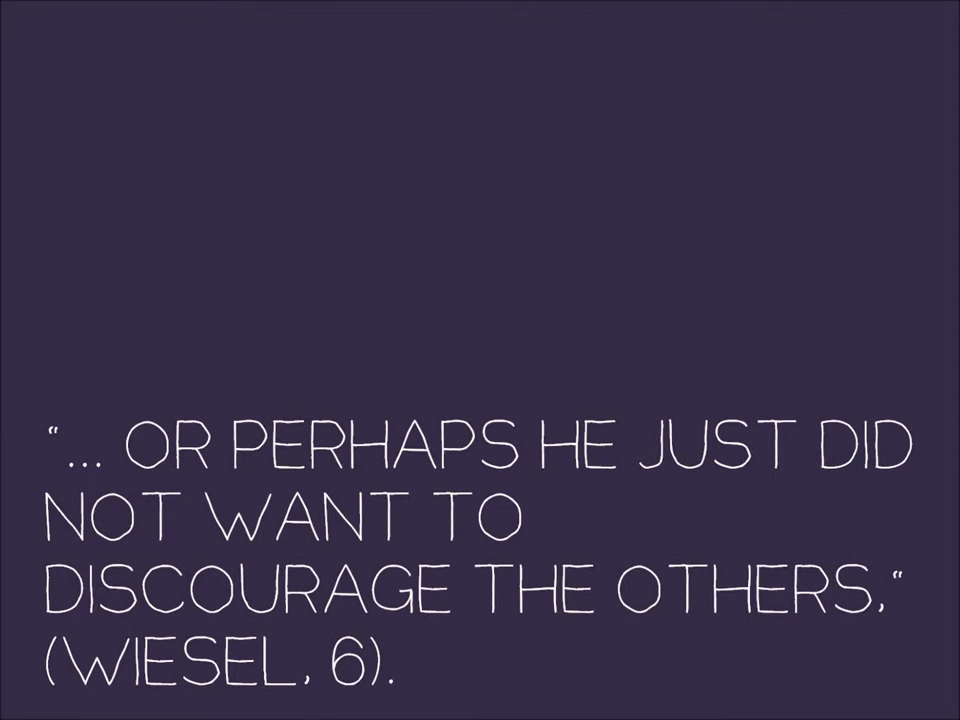 “... OR PERHAPS HE JUST DID
NOT WANT TO
DISCOURAGE THE OTHERS,“
(WIESEL, 6).